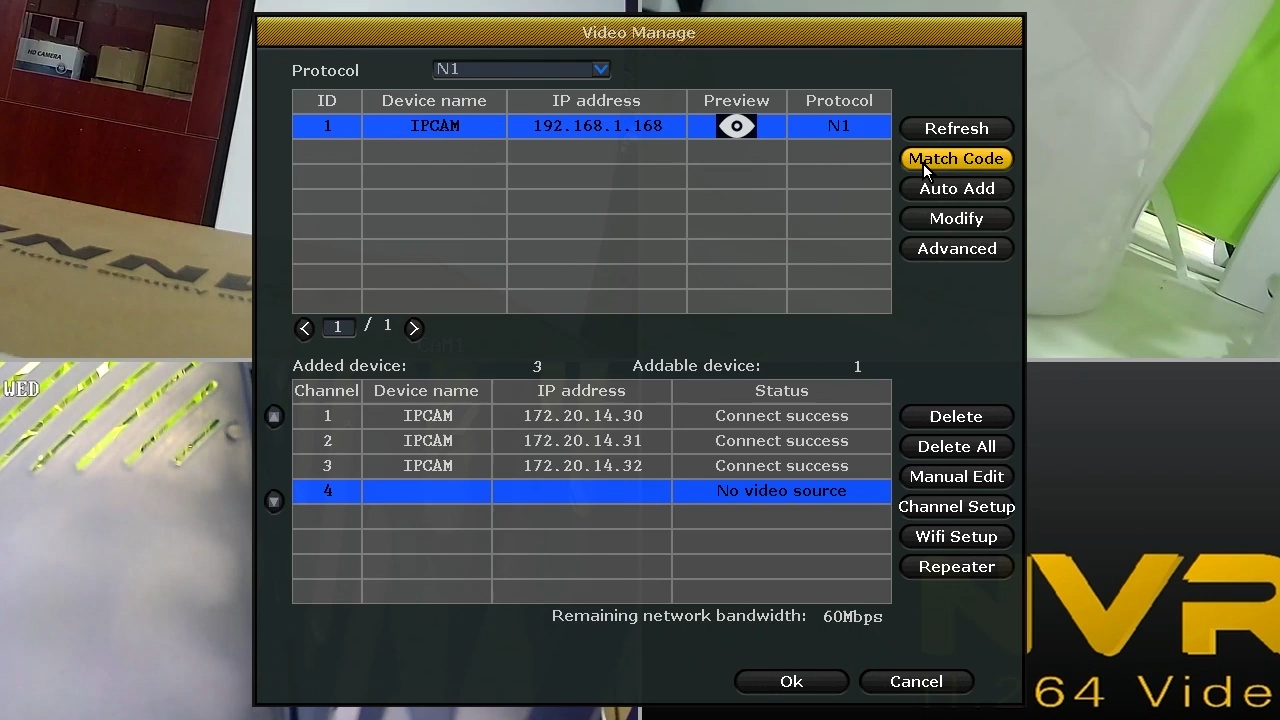 Video Manage
Protocol N1
ID Device name IP address Preview Protocol
1 IPCAM 192.168.1.168 N1
Refresh
Match Code
Auto Add
Modify
Advanced
1 / 1
Added device: 3 Addable device: 1
Channel Device name IP address Status
1 IPCAM 172.20.14.30 Connect success
2 IPCAM 172.20.14.31 Connect success
3 IPCAM 172.20.14.32 Connect success
4 No video source
Delete
Delete All
Manual Edit
Channel Setup
Wifi Setup
Repeater
Remaining network bandwidth: 60Mbps
Ok Cancel
HD CAMERA
home security
WED
NVR
64 Vide